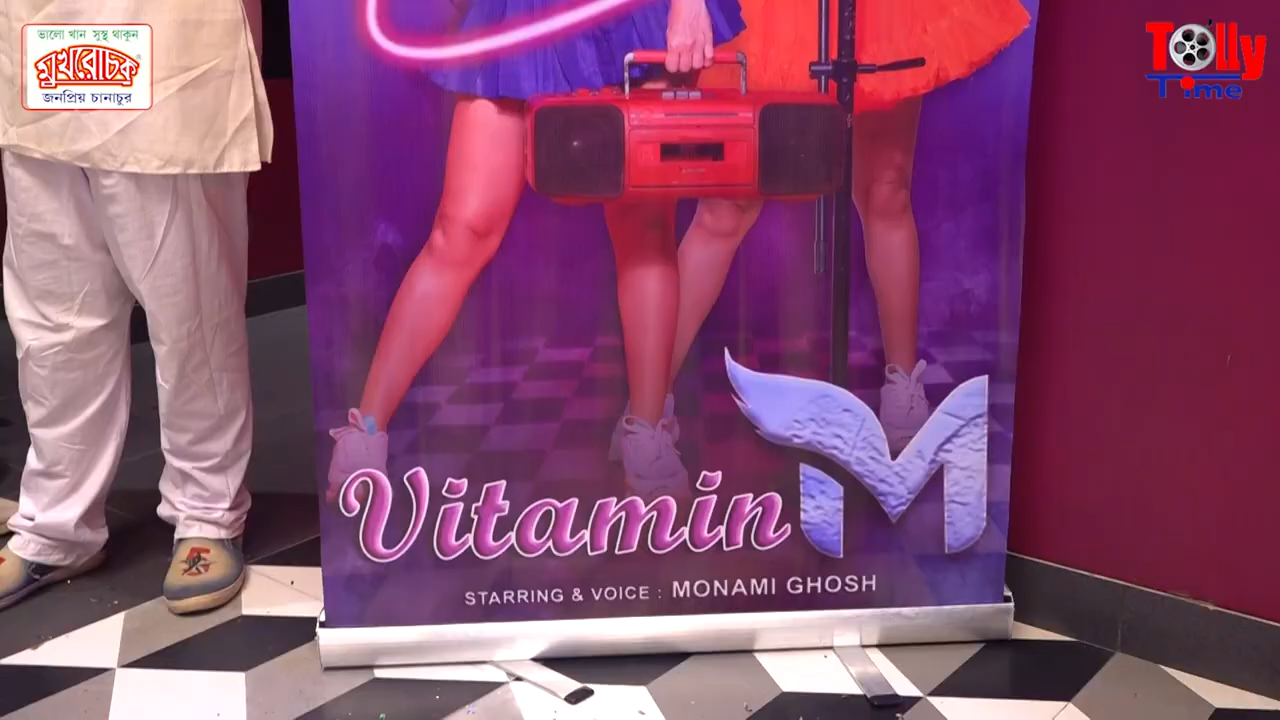 ভালো খান সুস্থ থাকুন
মুখরোচক
জনপ্রিয় চানাচুর
Tolly
Time
Vitamin M
STARRING & VOICE : MONAMI GHOSH